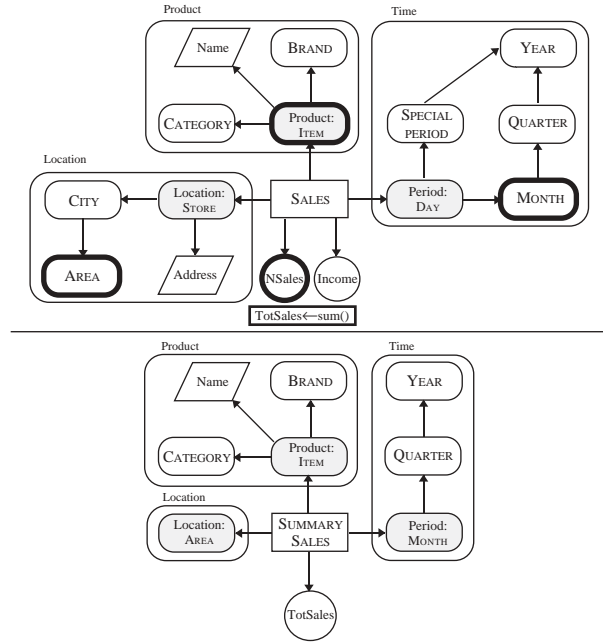 Product
Name
BRAND
CATEGORY
Product:
ITEM
Time
YEAR
SPECIAL
PERIOD
QUARTER
Period:
DAY
MONTH
Location
CITY
Location:
STORE
AREA
Address
SALES
NSales
Income
TotSales←sum()
Product
Name
BRAND
CATEGORY
Product:
ITEM
Time
YEAR
QUARTER
Period:
MONTH
Location
Location:
AREA
SUMMARY
SALES
TotSales